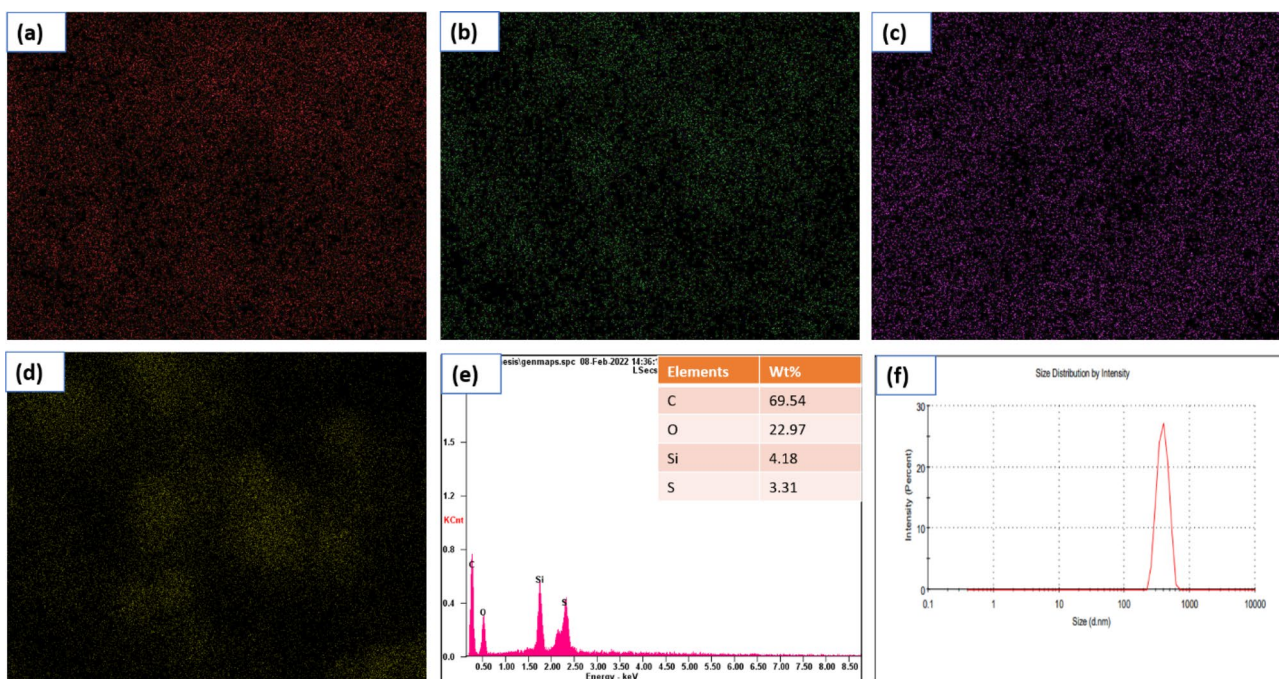 (a)
(b)
(c)
(d)
(e)
esis\genmaps.spc 08-Feb-2022 14:36:
LSecs
Elements Wt%
C 69.54
O 22.97
Si 4.18
S 3.31
1.5
1.2
KCnt
0.8
0.4
0.0
C
O
Si
S
0.50 1.00 1.50 2.00 2.50 3.00 3.50 4.00 4.50 5.00 5.50 6.00 6.50 7.00 7.50 8.00 8.50
Energy - keV
(f)
Size Distribution by Intensity
Intensity (Percent)
30
20
10
0
0.1 1 10 100 1000 10000
Size (d.nm)